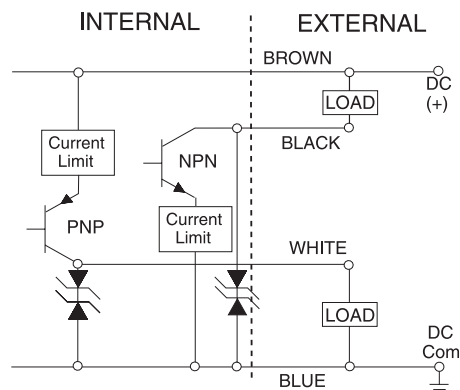 INTERNAL
EXTERNAL
BROWN
DC
(+)
LOAD
Current
Limit
NPN
BLACK
Current
Limit
PNP
WHITE
LOAD
DC
Com
BLUE